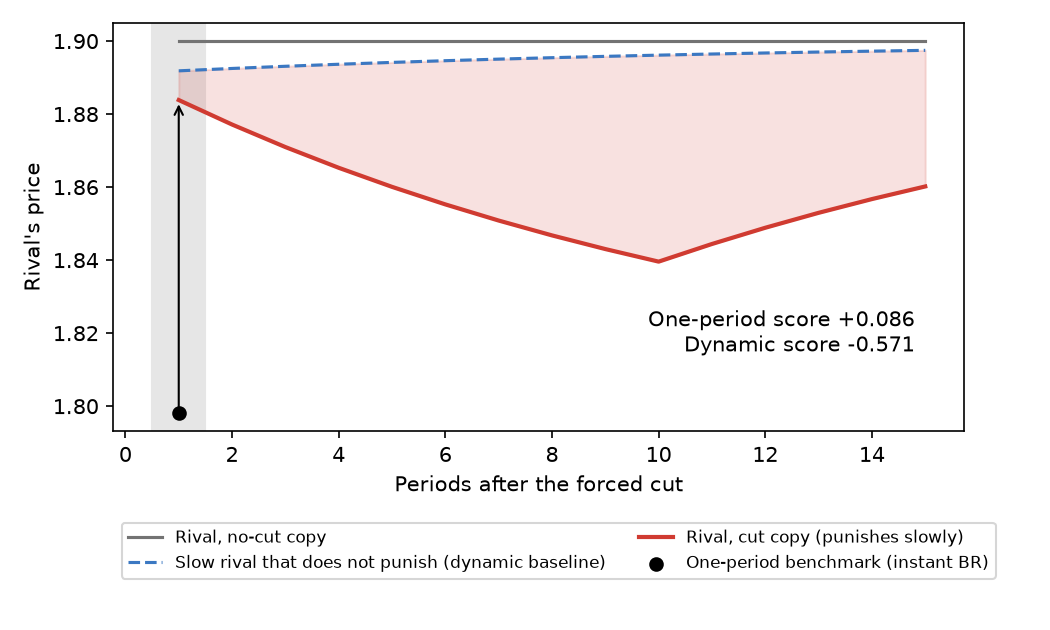 1.90
1.88
1.86
1.84
1.82
1.80
Rival's price
One-period score +0.086
Dynamic score -0.571
0 2 4 6 8 10 12 14
Periods after the forced cut
Rival, no-cut copy
Slow rival that does not punish (dynamic baseline)
Rival, cut copy (punishes slowly)
One-period benchmark (instant BR)